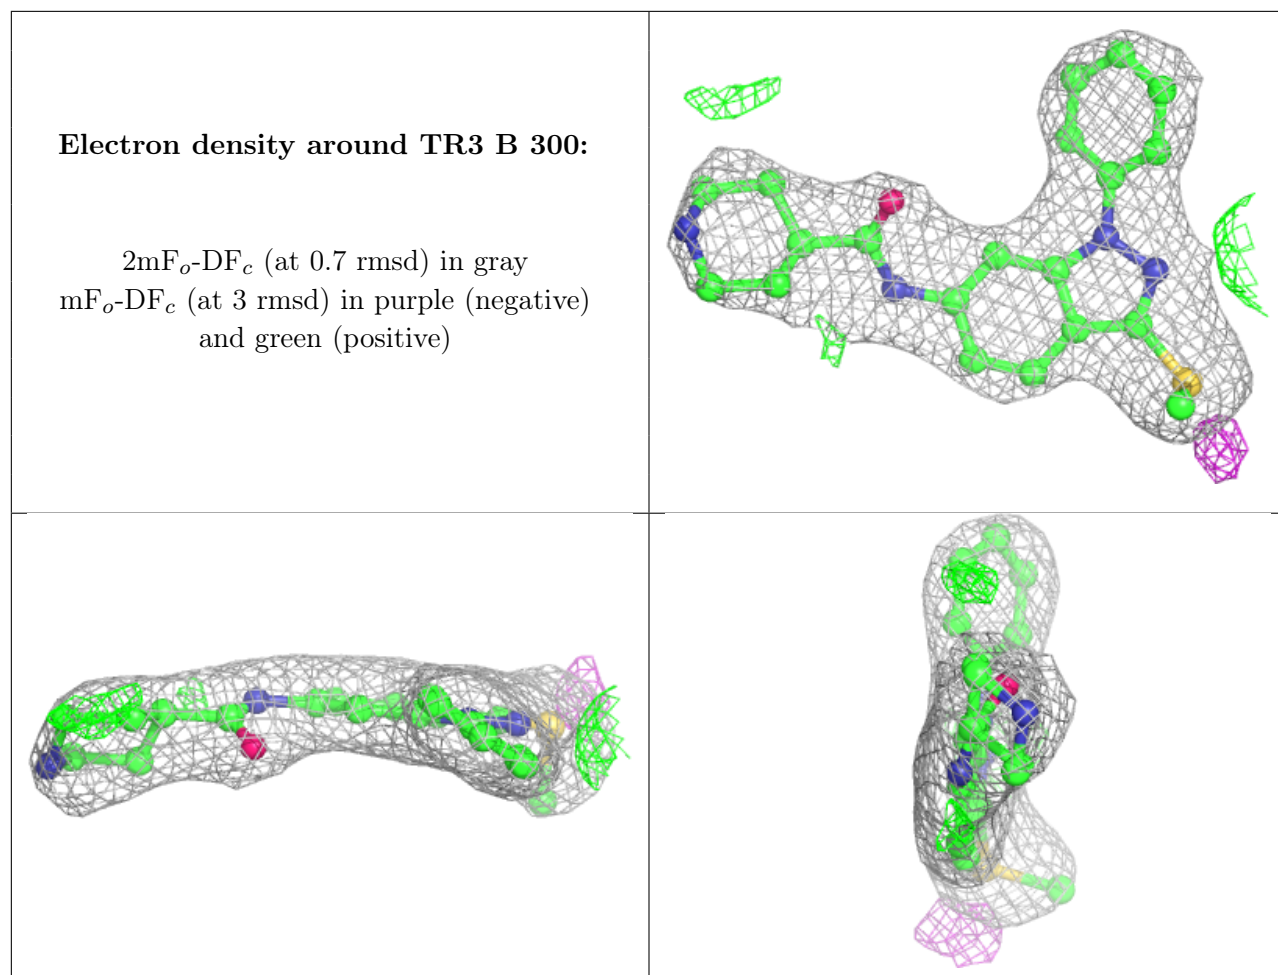 Electron density around TR3 B 300:
2mFo-DFc (at 0.7 rmsd) in gray
mFo-DFc (at 3 rmsd) in purple (negative)
and green (positive)